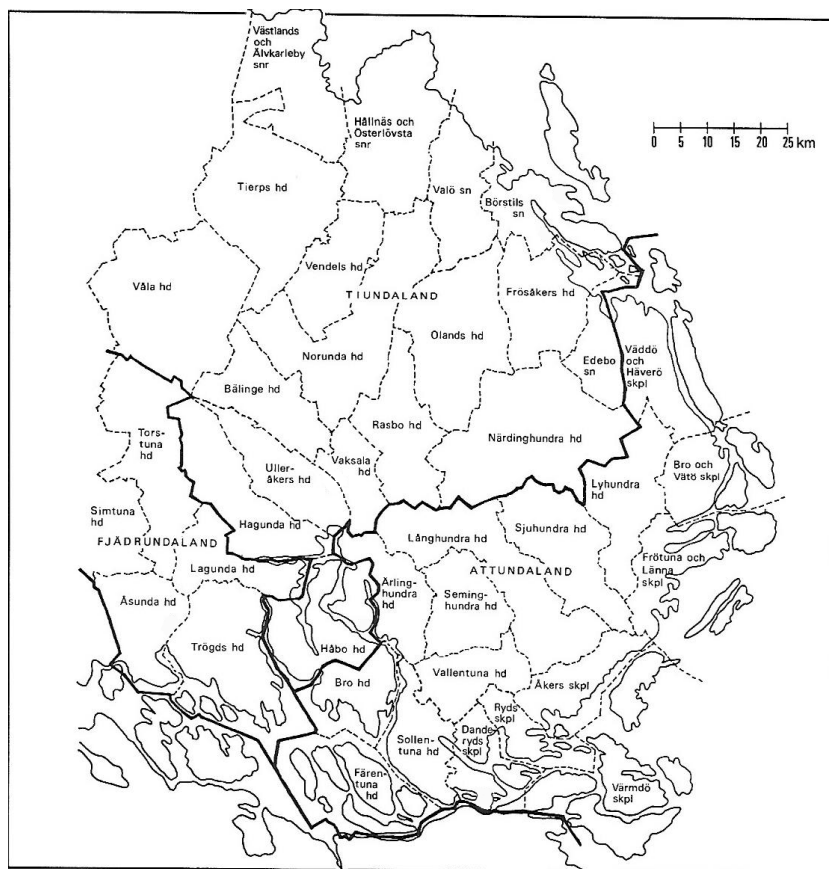 Västlands
och
Älvkarleby
snr
Hållnäs och
Österlövsta
snr
0 5 10 15 20 25 km
Tierps hd
Valö sn
Börstils
sn
Våla hd
Vendels hd
TIUNDALAND
Frösåkers hd
Olands hd
Norunda hd
Edebo
sn
Väddö
och
Häverö
skpl
Bälinge hd
Rasbo hd
Närdinghundra hd
Tors-
tuna
hd
Vaksala
hd
Uller-
åkers hd
Bro och
Vätö skpl
Lyhundra
hd
Simtuna
hd
Hagunda hd
Långhundra hd
Sjuhundra hd
FJÄDRUNDALAND
Lagunda hd
Frötuna och
Länna
skpl
ATTUNDALAND
Ärling-
hundra
hd
Seming-
hundra hd
Åsunda hd
Trögds hd
Håbo hd
Vallentuna hd
Bro hd
Åkers skpl
Ryds
skpl
Dande-
ryds
skpl
Sollen-
tuna hd
Fären-
tuna
hd
Värmdö
skpl